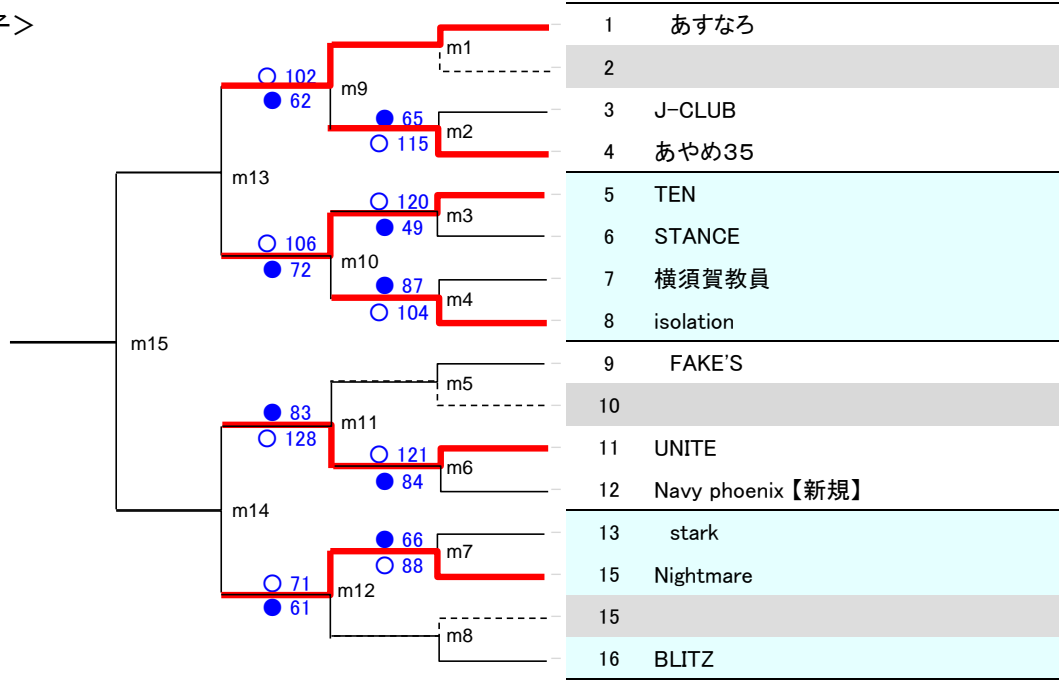 子＞
1 あすなろ
m1
2
○ 102
m9
● 62
3 J-CLUB
● 65
m2
○ 115
4 あやめ３５
m13
5 TEN
○ 120
m3
● 49
6 STANCE
○ 106
m10
● 72
7 横須賀教員
● 87
m4
○ 104
8 isolation
m15
9 FAKE'S
m5
10
● 83
m11
○ 128
11 UNITE
○ 121
m6
● 84
12 Navy phoenix【新規】
m14
13 stark
● 66
m7
○ 88
15 Nightmare
○ 71
m12
● 61
15
m8
16 BLITZ